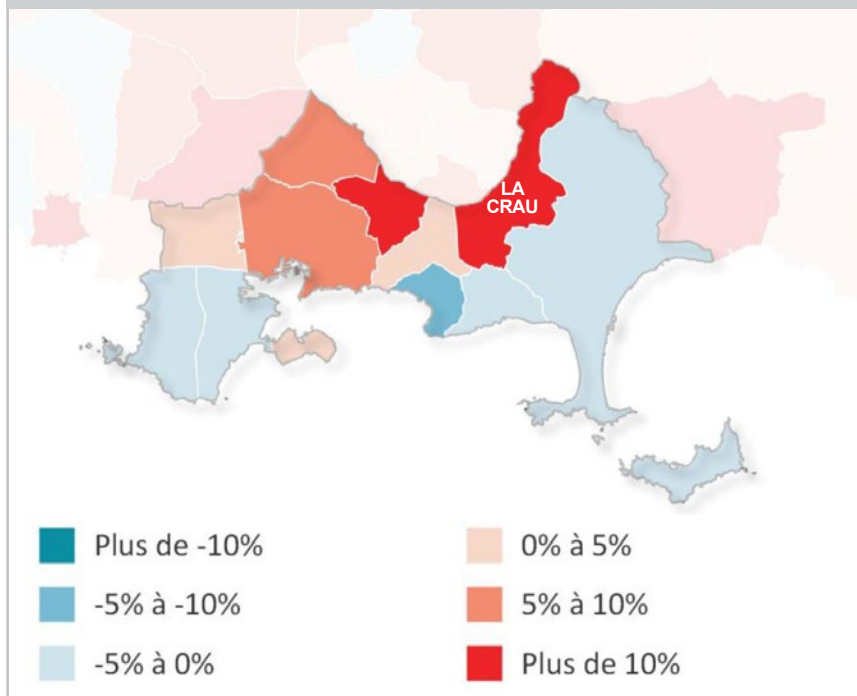 LA
CRAU
Plus de -10%
-5% à -10%
-5% à 0%
0% à 5%
5% à 10%
Plus de 10%